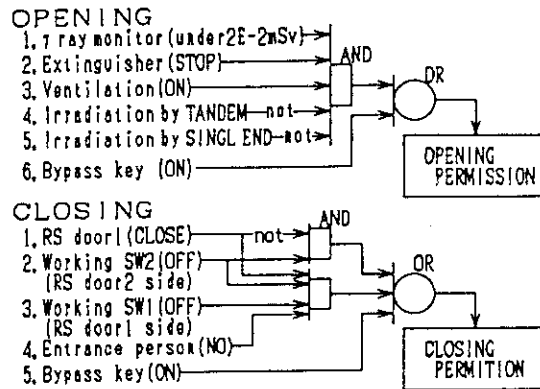 OPENING
1. γ ray monitor (under2E-2mSv)
AND
2. Extinguisher (STOP)
3. Ventilation (ON)
OR
4. Irradiation by TANDEM not
5. Irradiation by SINGL END not
6. Bypass key (ON)
OPENING
PERMISSION
CLOSING
AND
1. RS door1 (CLOSE) not
2. Working SW2 (OFF)
OR
(RS door2 side)
3. Working SW1 (OFF)
(RS door1 side)
4. Entrance person (NO)
5. Bypass key (ON)
CLOSING
PERMITION